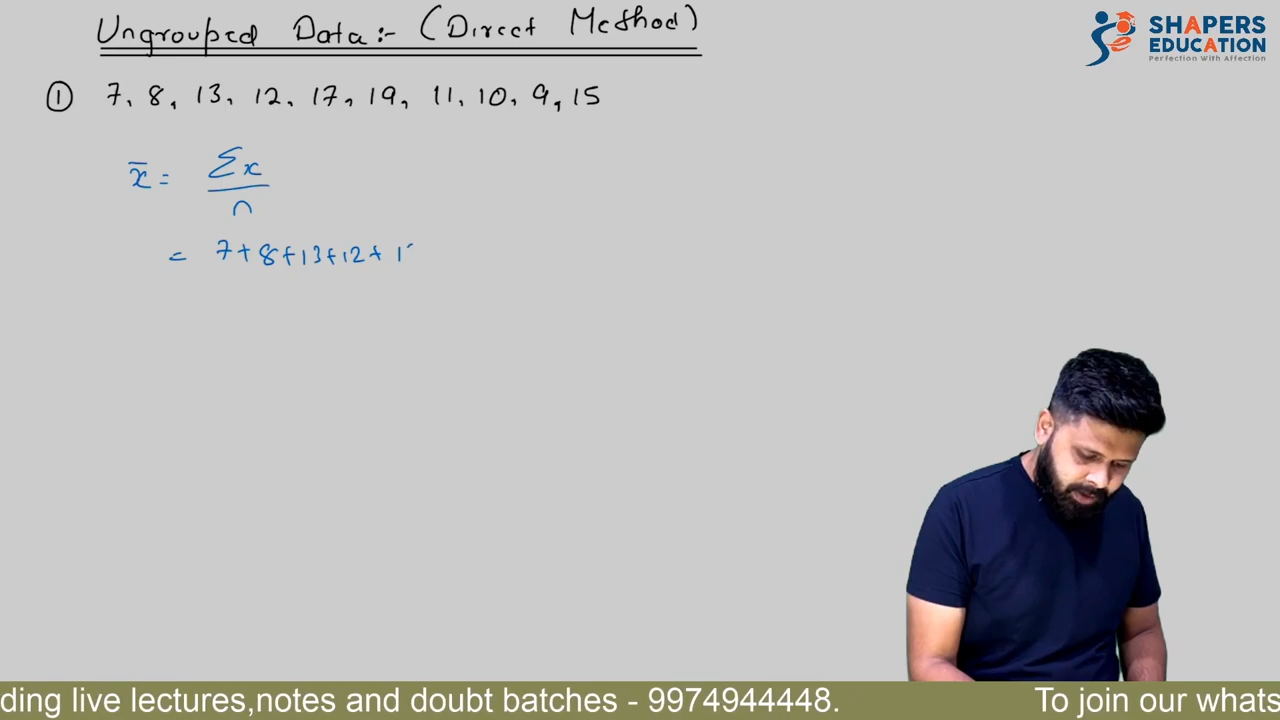 Ungrouped Data:- (Direct Method)
SHAPERS
EDUCATION
Perfection With Affection
① 7, 8, 13, 12, 17, 19, 11, 10, 9, 15
x̄ = Σx / n
= 7+8+13+12+ 1
ding live lectures,notes and doubt batches - 9974944448. To join our whats